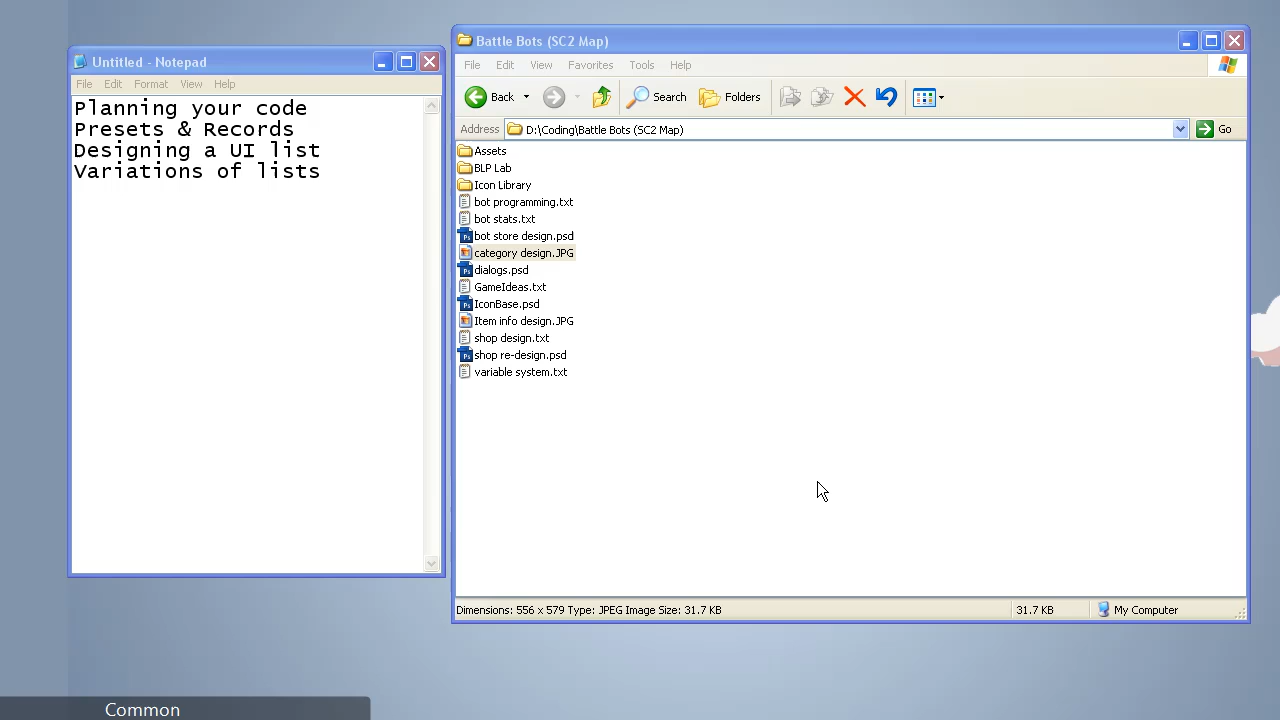 Untitled - Notepad
File Edit Format View Help
Planning your code
Presets & Records
Designing a UI list
Variations of lists
Battle Bots (SC2 Map)
File Edit View Favorites Tools Help
Back Search Folders
Address D:\Coding\Battle Bots (SC2 Map) Go
Assets
BLP Lab
Icon Library
bot programming.txt
bot stats.txt
bot store design.psd
category design.JPG
dialogs.psd
GameIdeas.txt
IconBase.psd
Item info design.JPG
shop design.txt
shop re-design.psd
variable system.txt
Dimensions: 556 x 579 Type: JPEG Image Size: 31.7 KB 31.7 KB My Computer
Common